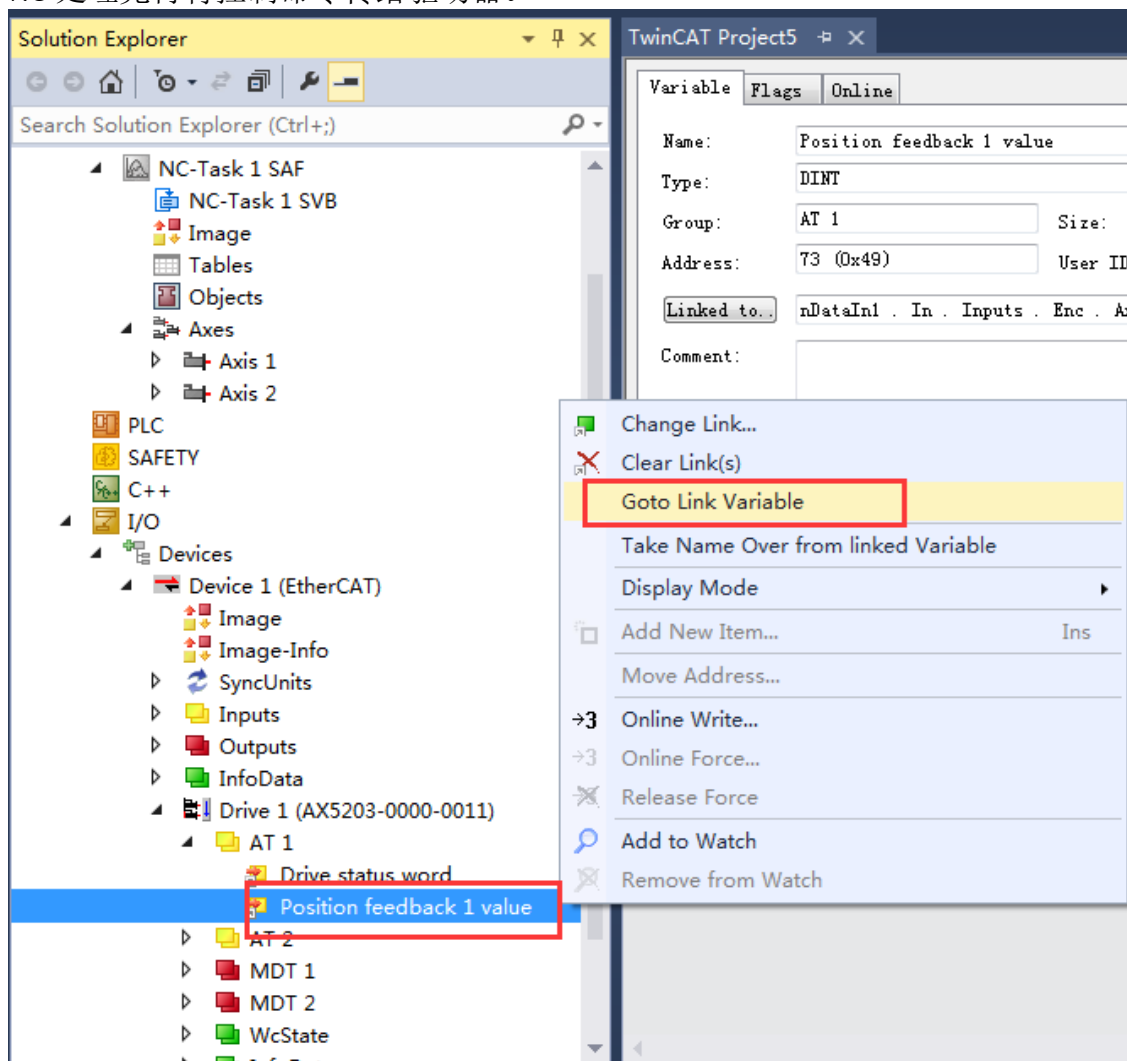 Solution Explorer
Search Solution Explorer (Ctrl+;)
NC-Task 1 SAF
NC-Task 1 SVB
Image
Tables
Objects
Axes
Axis 1
Axis 2
PLC
SAFETY
C++
I/O
Devices
Device 1 (EtherCAT)
Image
Image-Info
SyncUnits
Inputs
Outputs
InfoData
Drive 1 (AX5203-0000-0011)
AT 1
Drive status word
Position feedback 1 value
AT 2
MDT 1
MDT 2
WcState
TwinCAT Project5
Variable Flags Online
Name: Position feedback 1 value
Type: DINT
Group: AT 1 Size:
Address: 73 (0x49) User ID
Linked to.. nDataIn1 . In . Inputs . Enc .
Comment:
Change Link...
Clear Link(s)
Goto Link Variable
Take Name Over from linked Variable
Display Mode
Add New Item... Ins
Move Address...
→3 Online Write...
→3 Online Force...
Release Force
Add to Watch
Remove from Watch